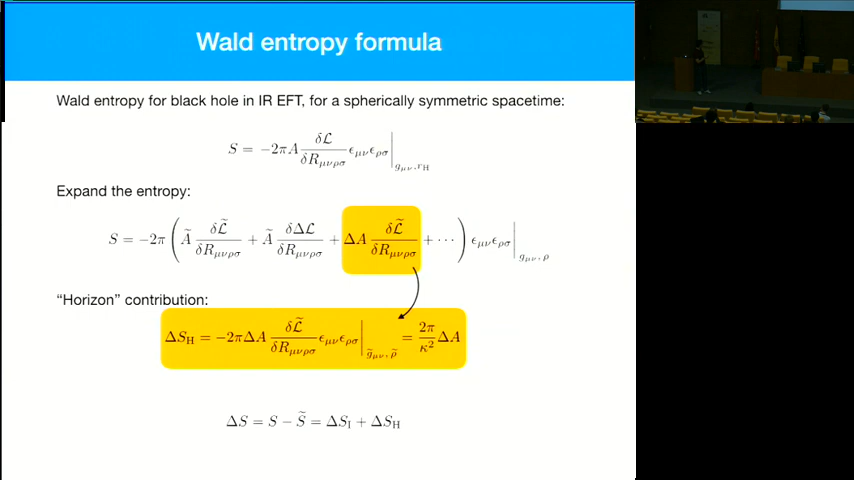 Wald entropy formula
Wald entropy for black hole in IR EFT, for a spherically symmetric spacetime:
S = −2πA δℒ/δR_{μνρσ} ε_{μν} ε_{ρσ} |_{g_{μν}, r_H}
Expand the entropy:
S = −2π ( Ã δℒ̃/δR_{μνρσ} + Ã δΔℒ/δR_{μνρσ} + ΔA δℒ̃/δR_{μνρσ} + ··· ) ε_{μν} ε_{ρσ} |_{g_{μν}, ρ}
“Horizon” contribution:
ΔS_H = −2πΔA δℒ̃/δR_{μνρσ} ε_{μν} ε_{ρσ} |_{g̃_{μν}, ρ̃} = 2π/κ² ΔA
ΔS = S − S̃ = ΔS_I + ΔS_H